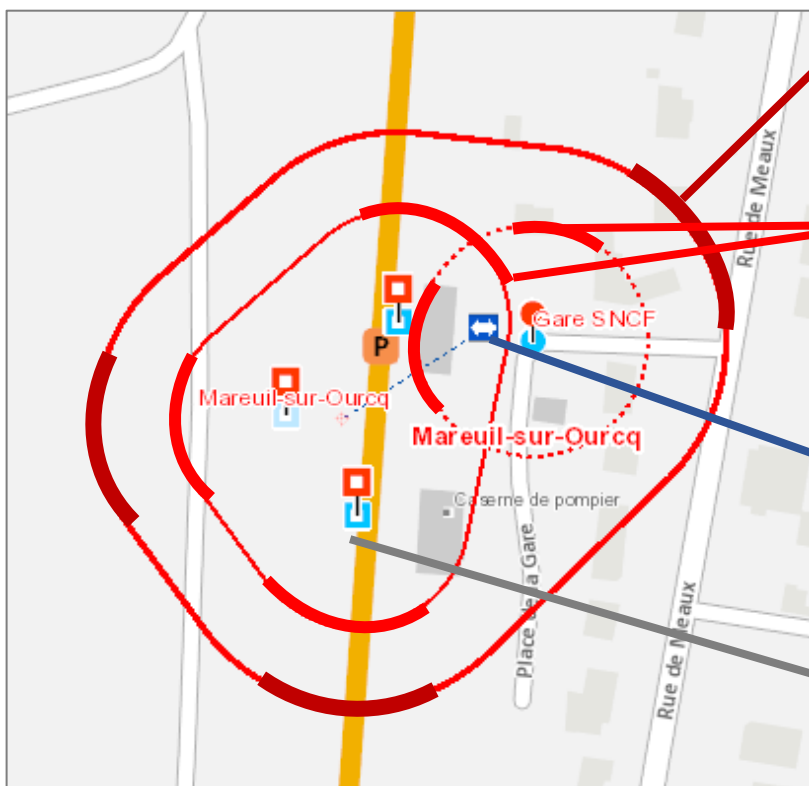 Rue de Meaux
Gare SNCF
P
Mareuil-sur-Ourcq
Mareuil-sur-Ourcq
Caserne de pompier
Place de la Gare
Rue de Meaux